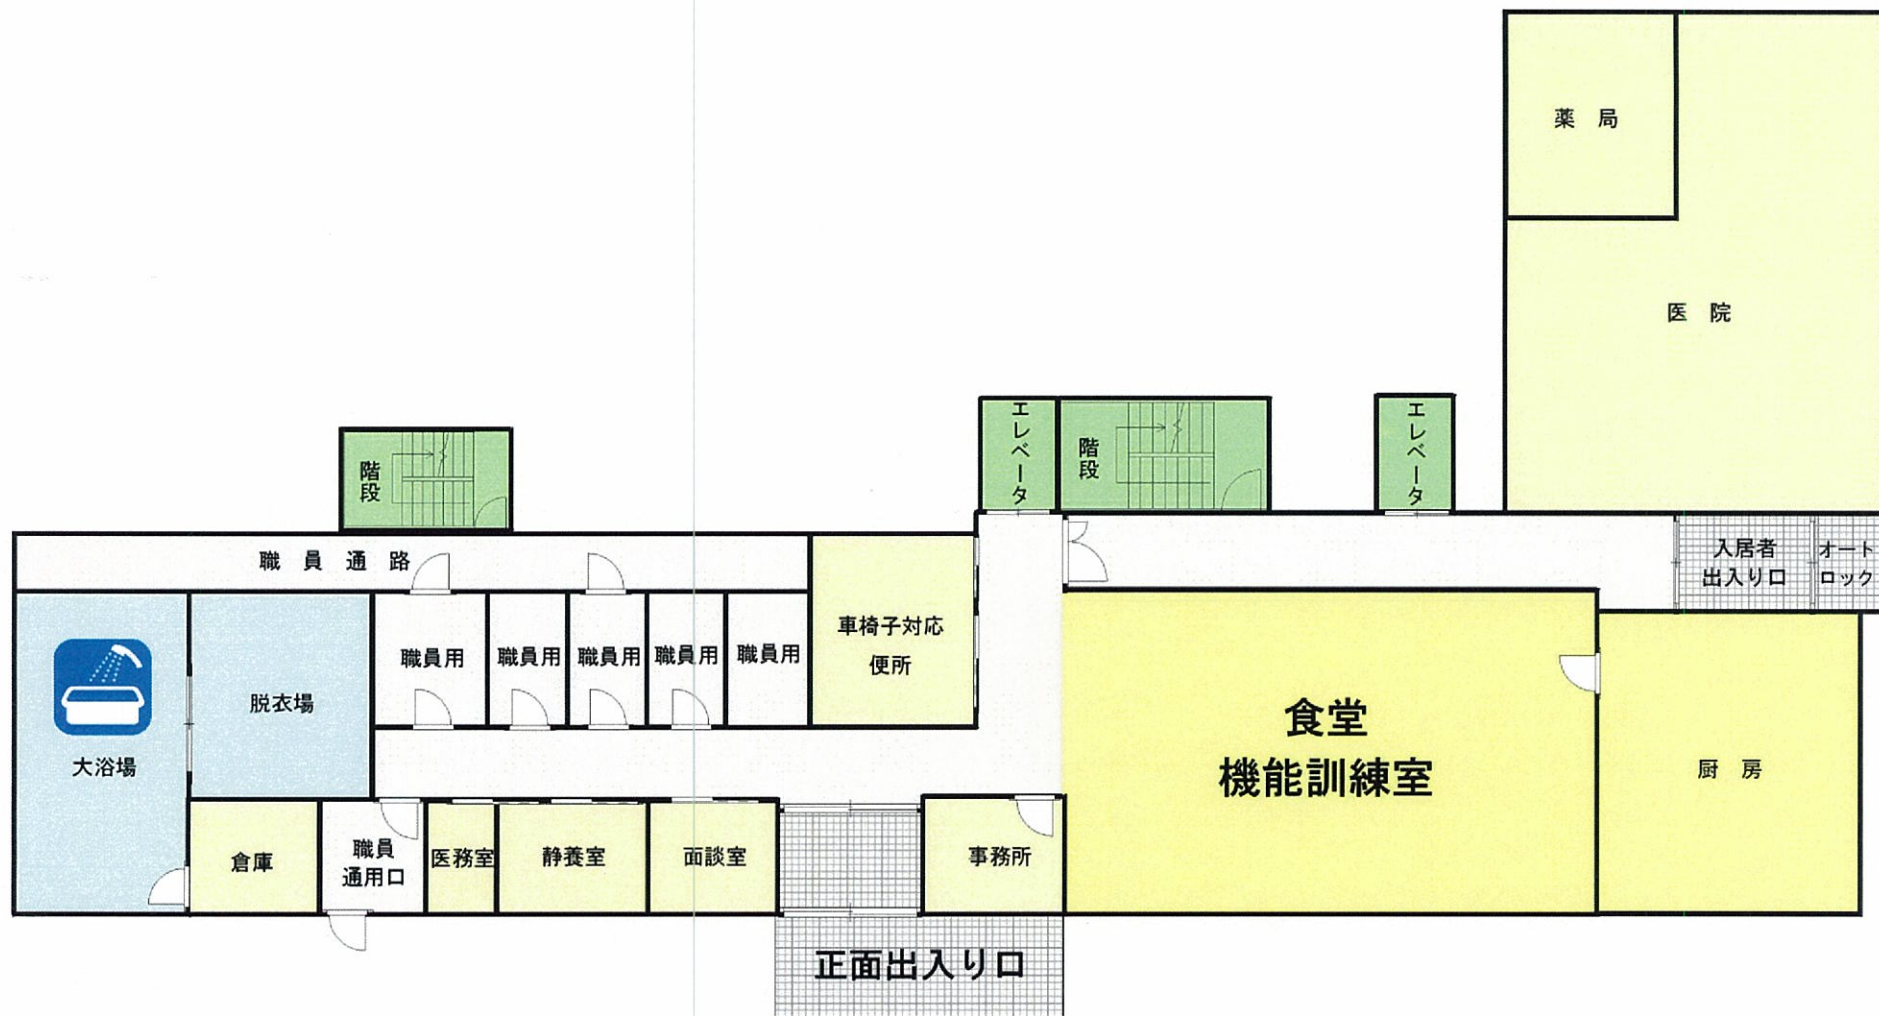 薬　局
医　院
エレベータ
階段
エレベータ
階段
職　員　通　路
入居者
出入り口
オート
ロック
車椅子対応
便所
職員用
職員用
職員用
職員用
職員用
脱衣場
大浴場
食堂
機能訓練室
厨　房
倉庫
職員
通用口
医務室
静養室
面談室
事務所
正面出入り口